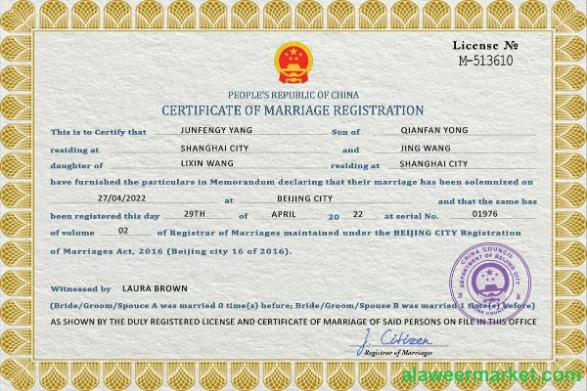 License №
M-513610
PEOPLE'S REPUBLIC OF CHINA
CERTIFICATE OF MARRIAGE REGISTRATION
This is to Certify that JUNFENGY YANG Son of QIANFAN YONG
residing at SHANGHAI CITY and JING WANG
daughter of LIXIN WANG residing at SHANGHAI CITY
have furnished the particulars in Memorandum declaring that their marriage has been solemnized on
27/04/2022 at BEIJING CITY and that the same has
been registered this day 29TH of APRIL 20 22 at serial No. 01976
of volume 02 of Registrar of Marriages maintained under the BEIJING CITY Registration
of Marriages Act, 2016 (Beijing city 16 of 2016).
CHINA COUNCIL
DEPARTMENT OF BEIJING CITY
Witnessed by LAURA BROWN
(Bride/Groom/Spouce A was married 0 time(s) before; Bride/Groom/Spouse B was married 1 time(s) before)
AS SHOWN BY THE DULY REGISTERED LICENSE AND CERTIFICATE OF MARRIAGE OF SAID PERSONS ON FILE IN THIS OFFICE
J. Citizen
Registrar of Marriages
alaweermarket.com